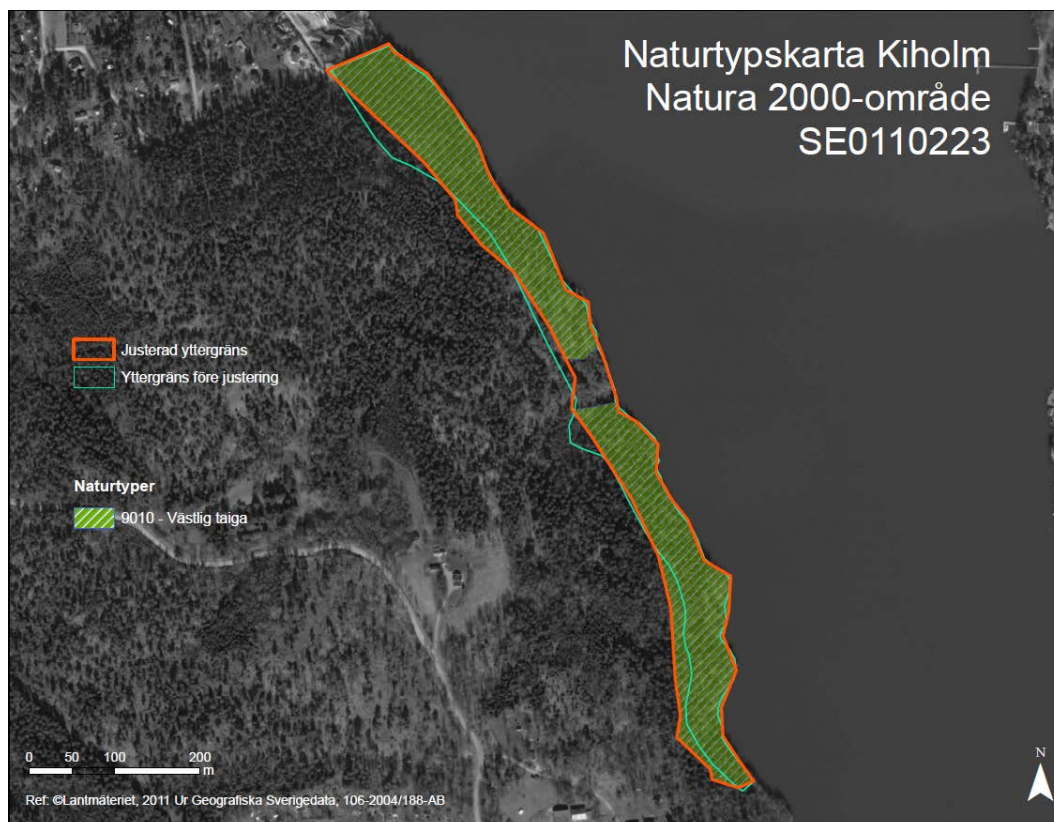 Naturtypskarta Kiholm
Natura 2000-område
SE0110223
Justerad yttergräns
Yttergräns före justering
Naturtyper
9010 - Västlig taiga
0 50 100 200
m
N
Ref: ©Lantmäteriet, 2011 Ur Geografiska Sverigedata, 106-2004/188-AB